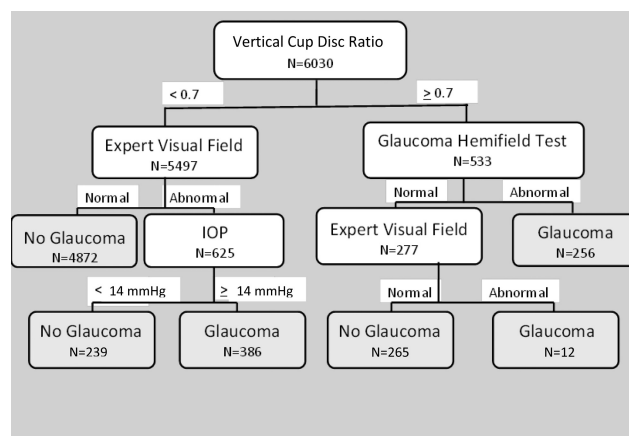 Vertical Cup Disc Ratio
N=6030
< 0.7
≥ 0.7
Expert Visual Field
N=5497
Glaucoma Hemifield Test
N=533
Normal
Abnormal
Normal
Abnormal
No Glaucoma
N=4872
IOP
N=625
Expert Visual Field
N=277
Glaucoma
N=256
< 14 mmHg
≥ 14 mmHg
Normal
Abnormal
No Glaucoma
N=239
Glaucoma
N=386
No Glaucoma
N=265
Glaucoma
N=12